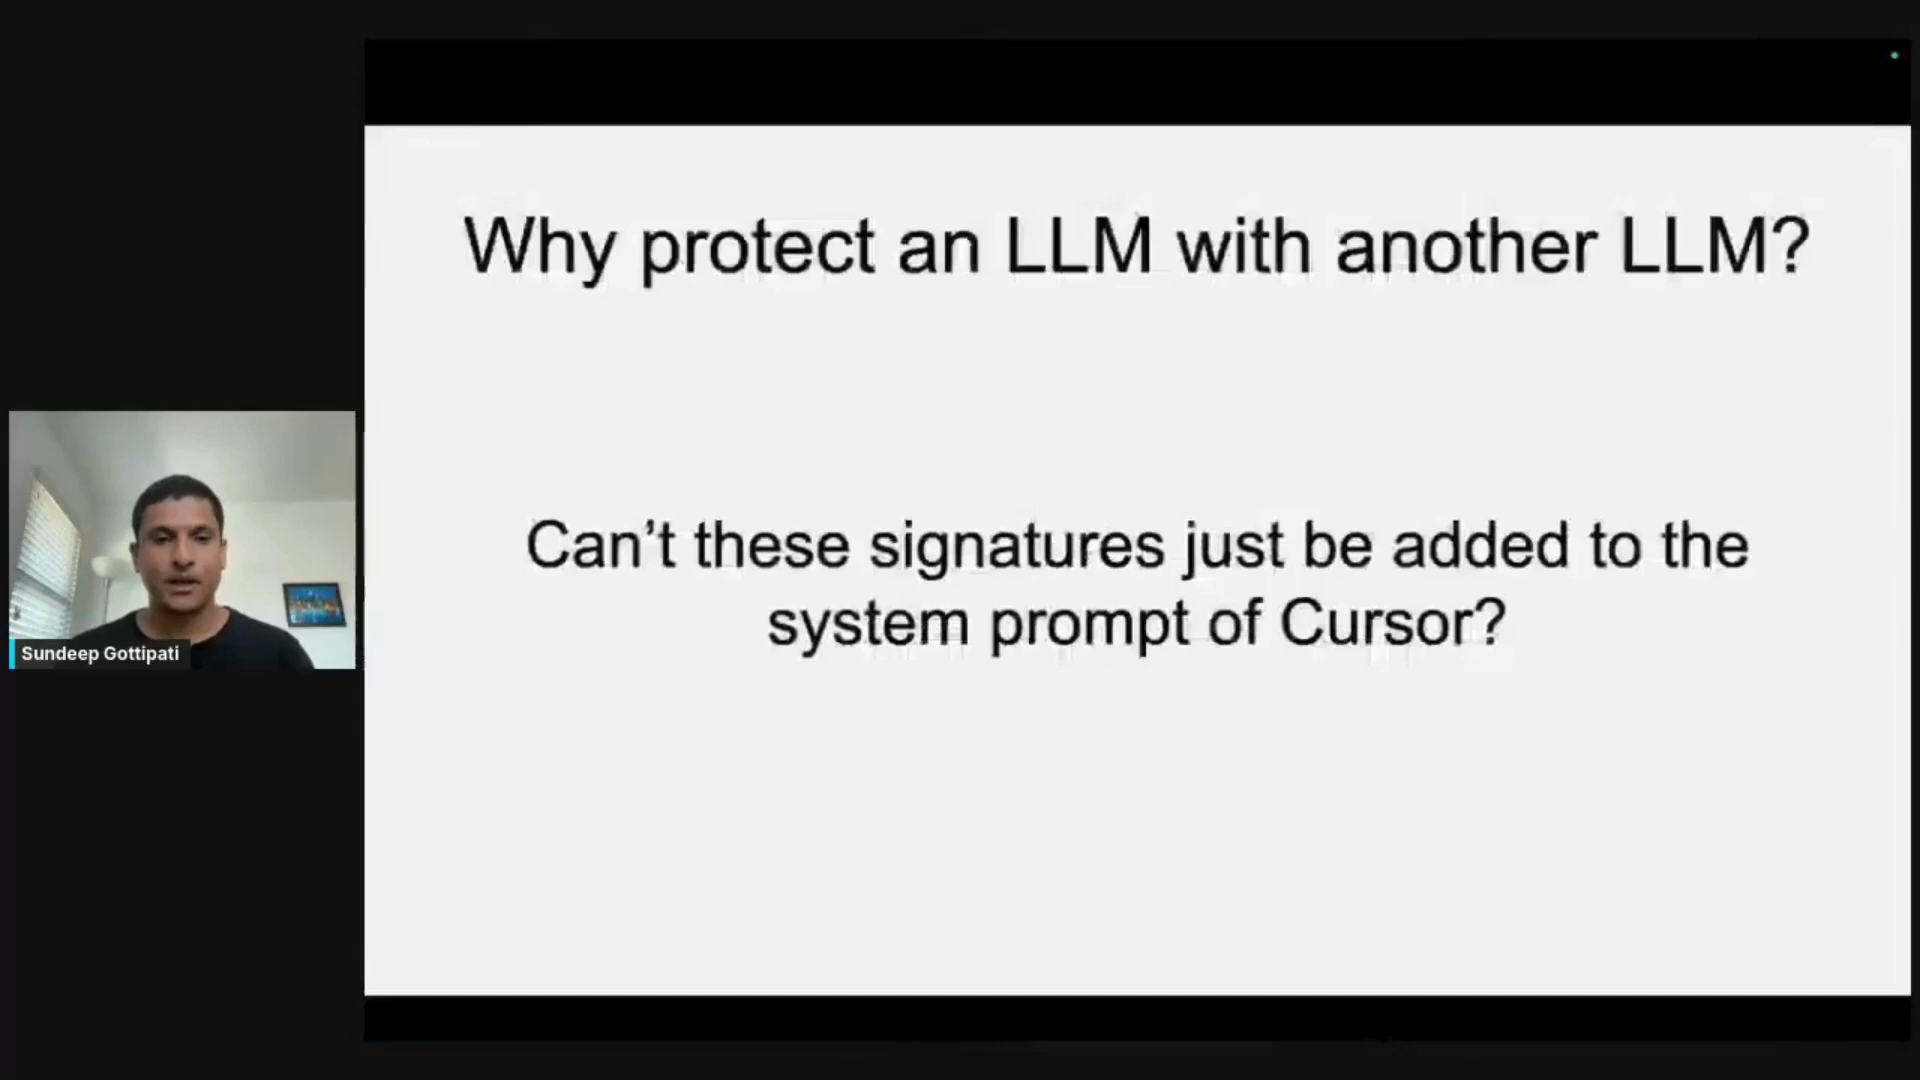 Why protect an LLM with another LLM?
Can’t these signatures just be added to the
system prompt of Cursor?
Sundeep Gottipati